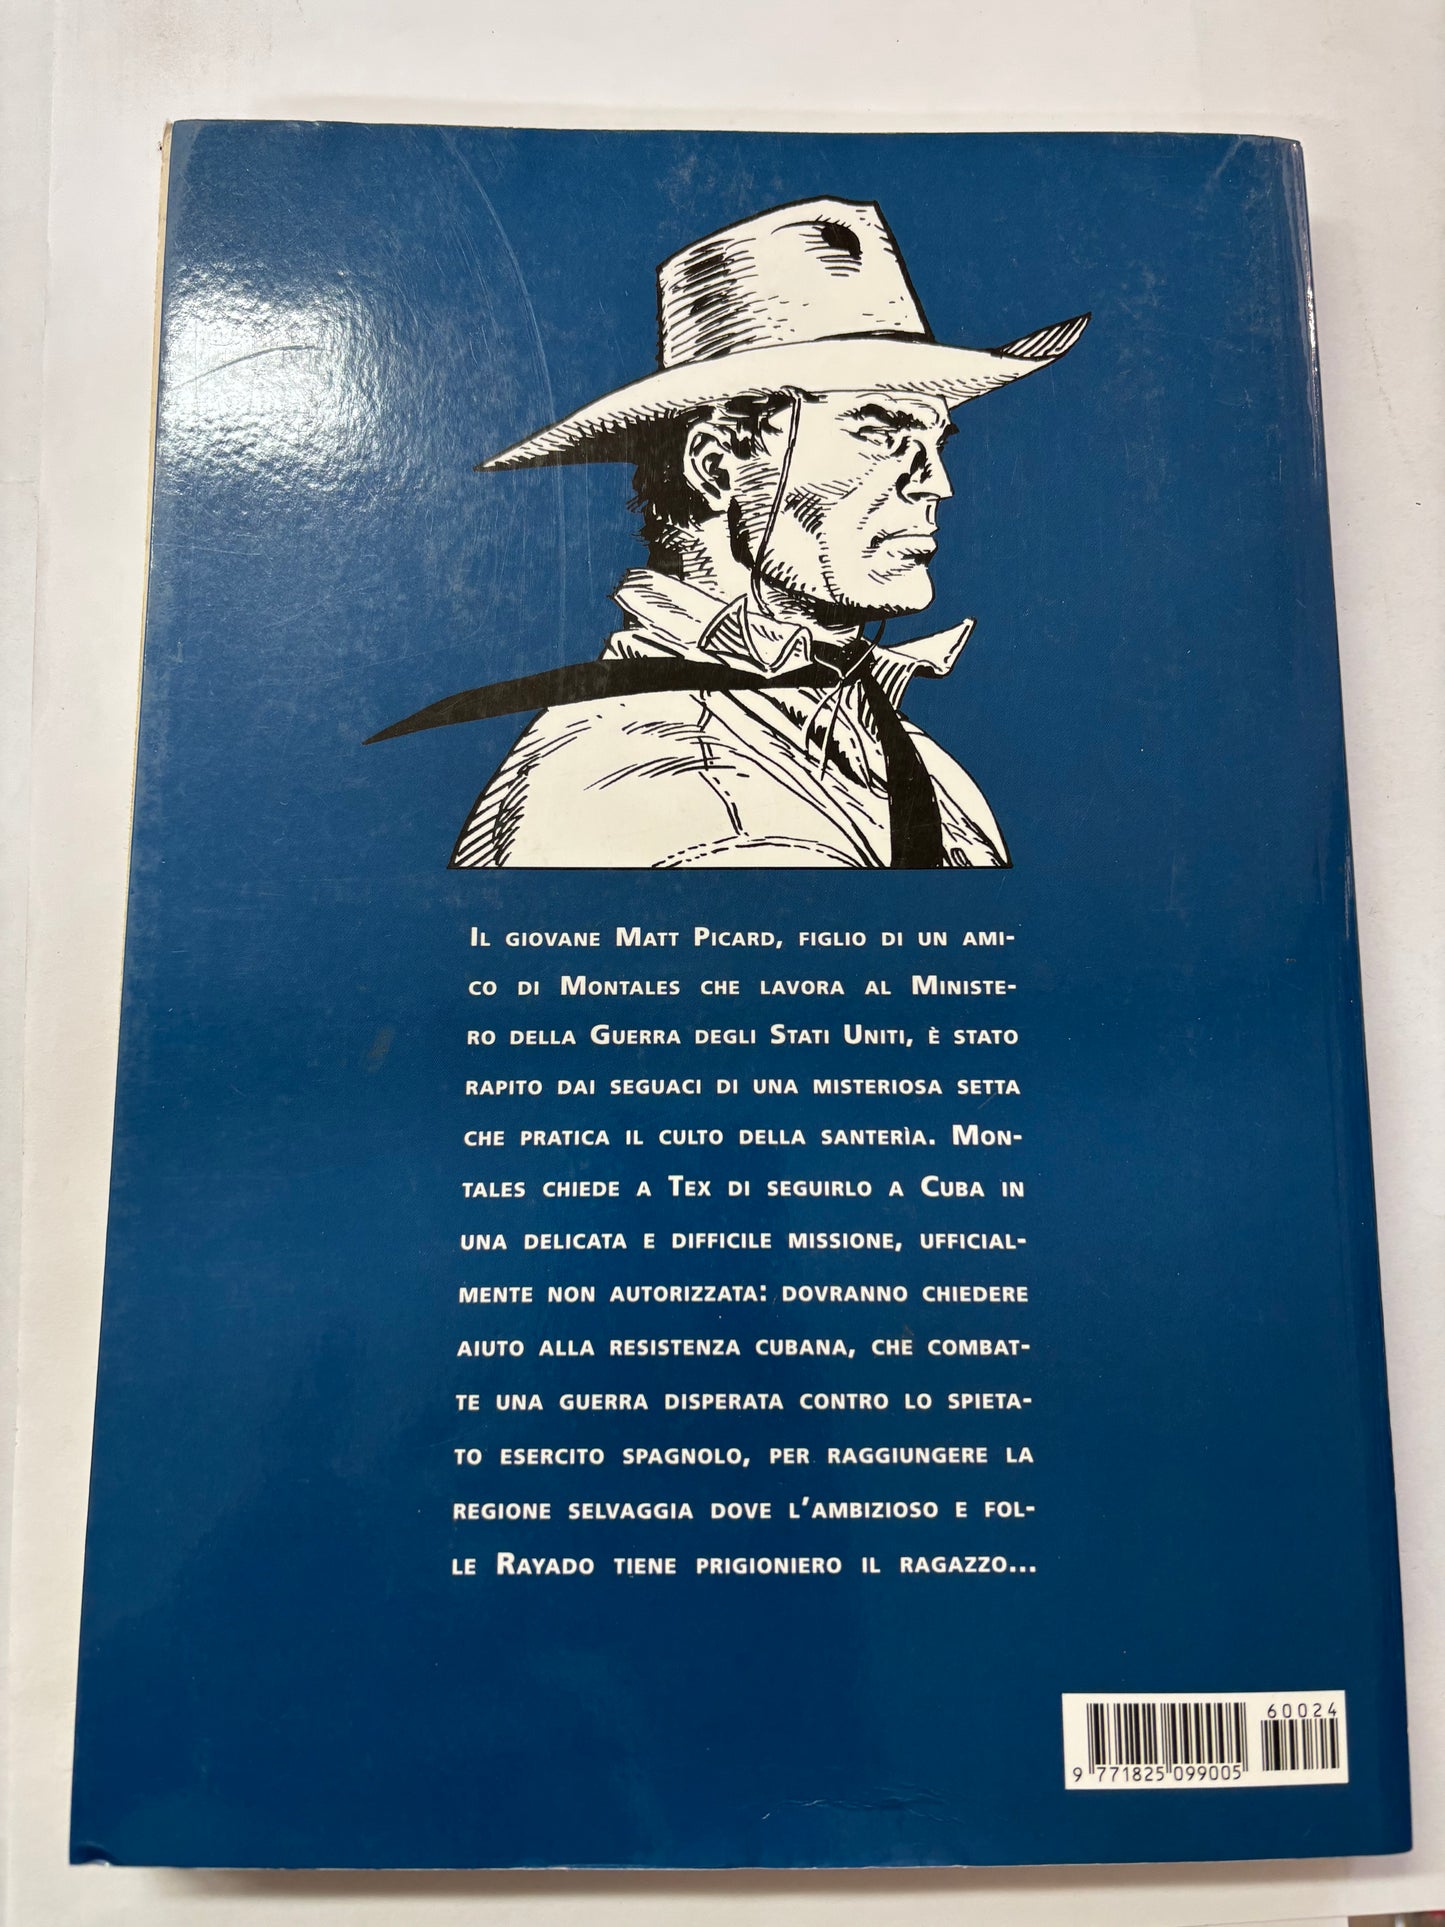 Il giovane Matt Picard, figlio di un ami-
co di Montales che lavora al Ministe-
ro della Guerra degli Stati Uniti, è stato
rapito dai seguaci di una misteriosa setta
che pratica il culto della santerìa. Mon-
tales chiede a Tex di seguirlo a Cuba in
una delicata e difficile missione, ufficial-
mente non autorizzata: dovranno chiedere
aiuto alla resistenza cubana, che combat-
te una guerra disperata contro lo spieta-
to esercito spagnolo, per raggiungere la
regione selvaggia dove l'ambizioso e fol-
le Rayado tiene prigioniero il ragazzo...
60024
9 771825 099005